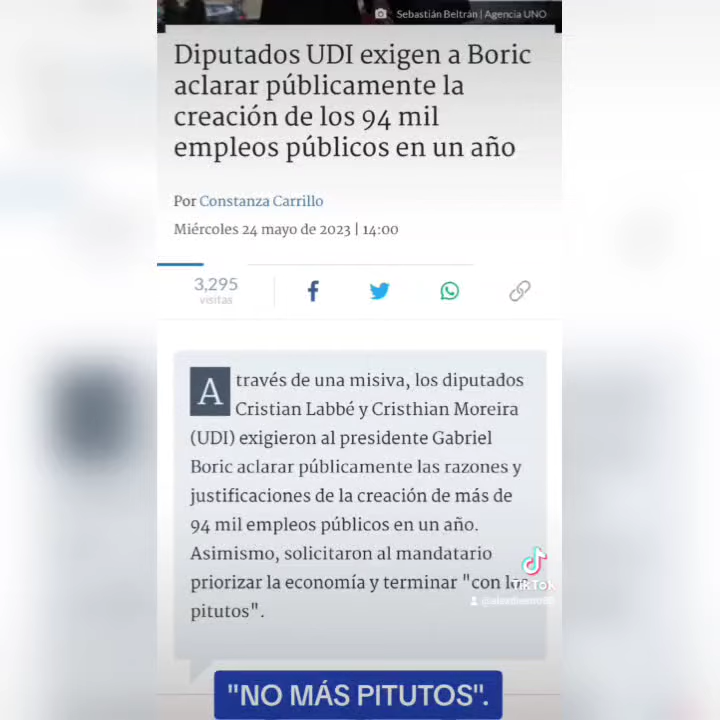 Sebastián Beltrán | Agencia UNO
Diputados UDI exigen a Boric
aclarar públicamente la
creación de los 94 mil
empleos públicos en un año
Por Constanza Carrillo
Miércoles 24 mayo de 2023 | 14:00
3,295
visitas
A través de una misiva, los diputados
Cristian Labbé y Cristhian Moreira
(UDI) exigieron al presidente Gabriel
Boric aclarar públicamente las razones y
justificaciones de la creación de más de
94 mil empleos públicos en un año.
Asimismo, solicitaron al mandatario
priorizar la economía y terminar "con los
pitutos".
TikTok
"NO MÁS PITUTOS".